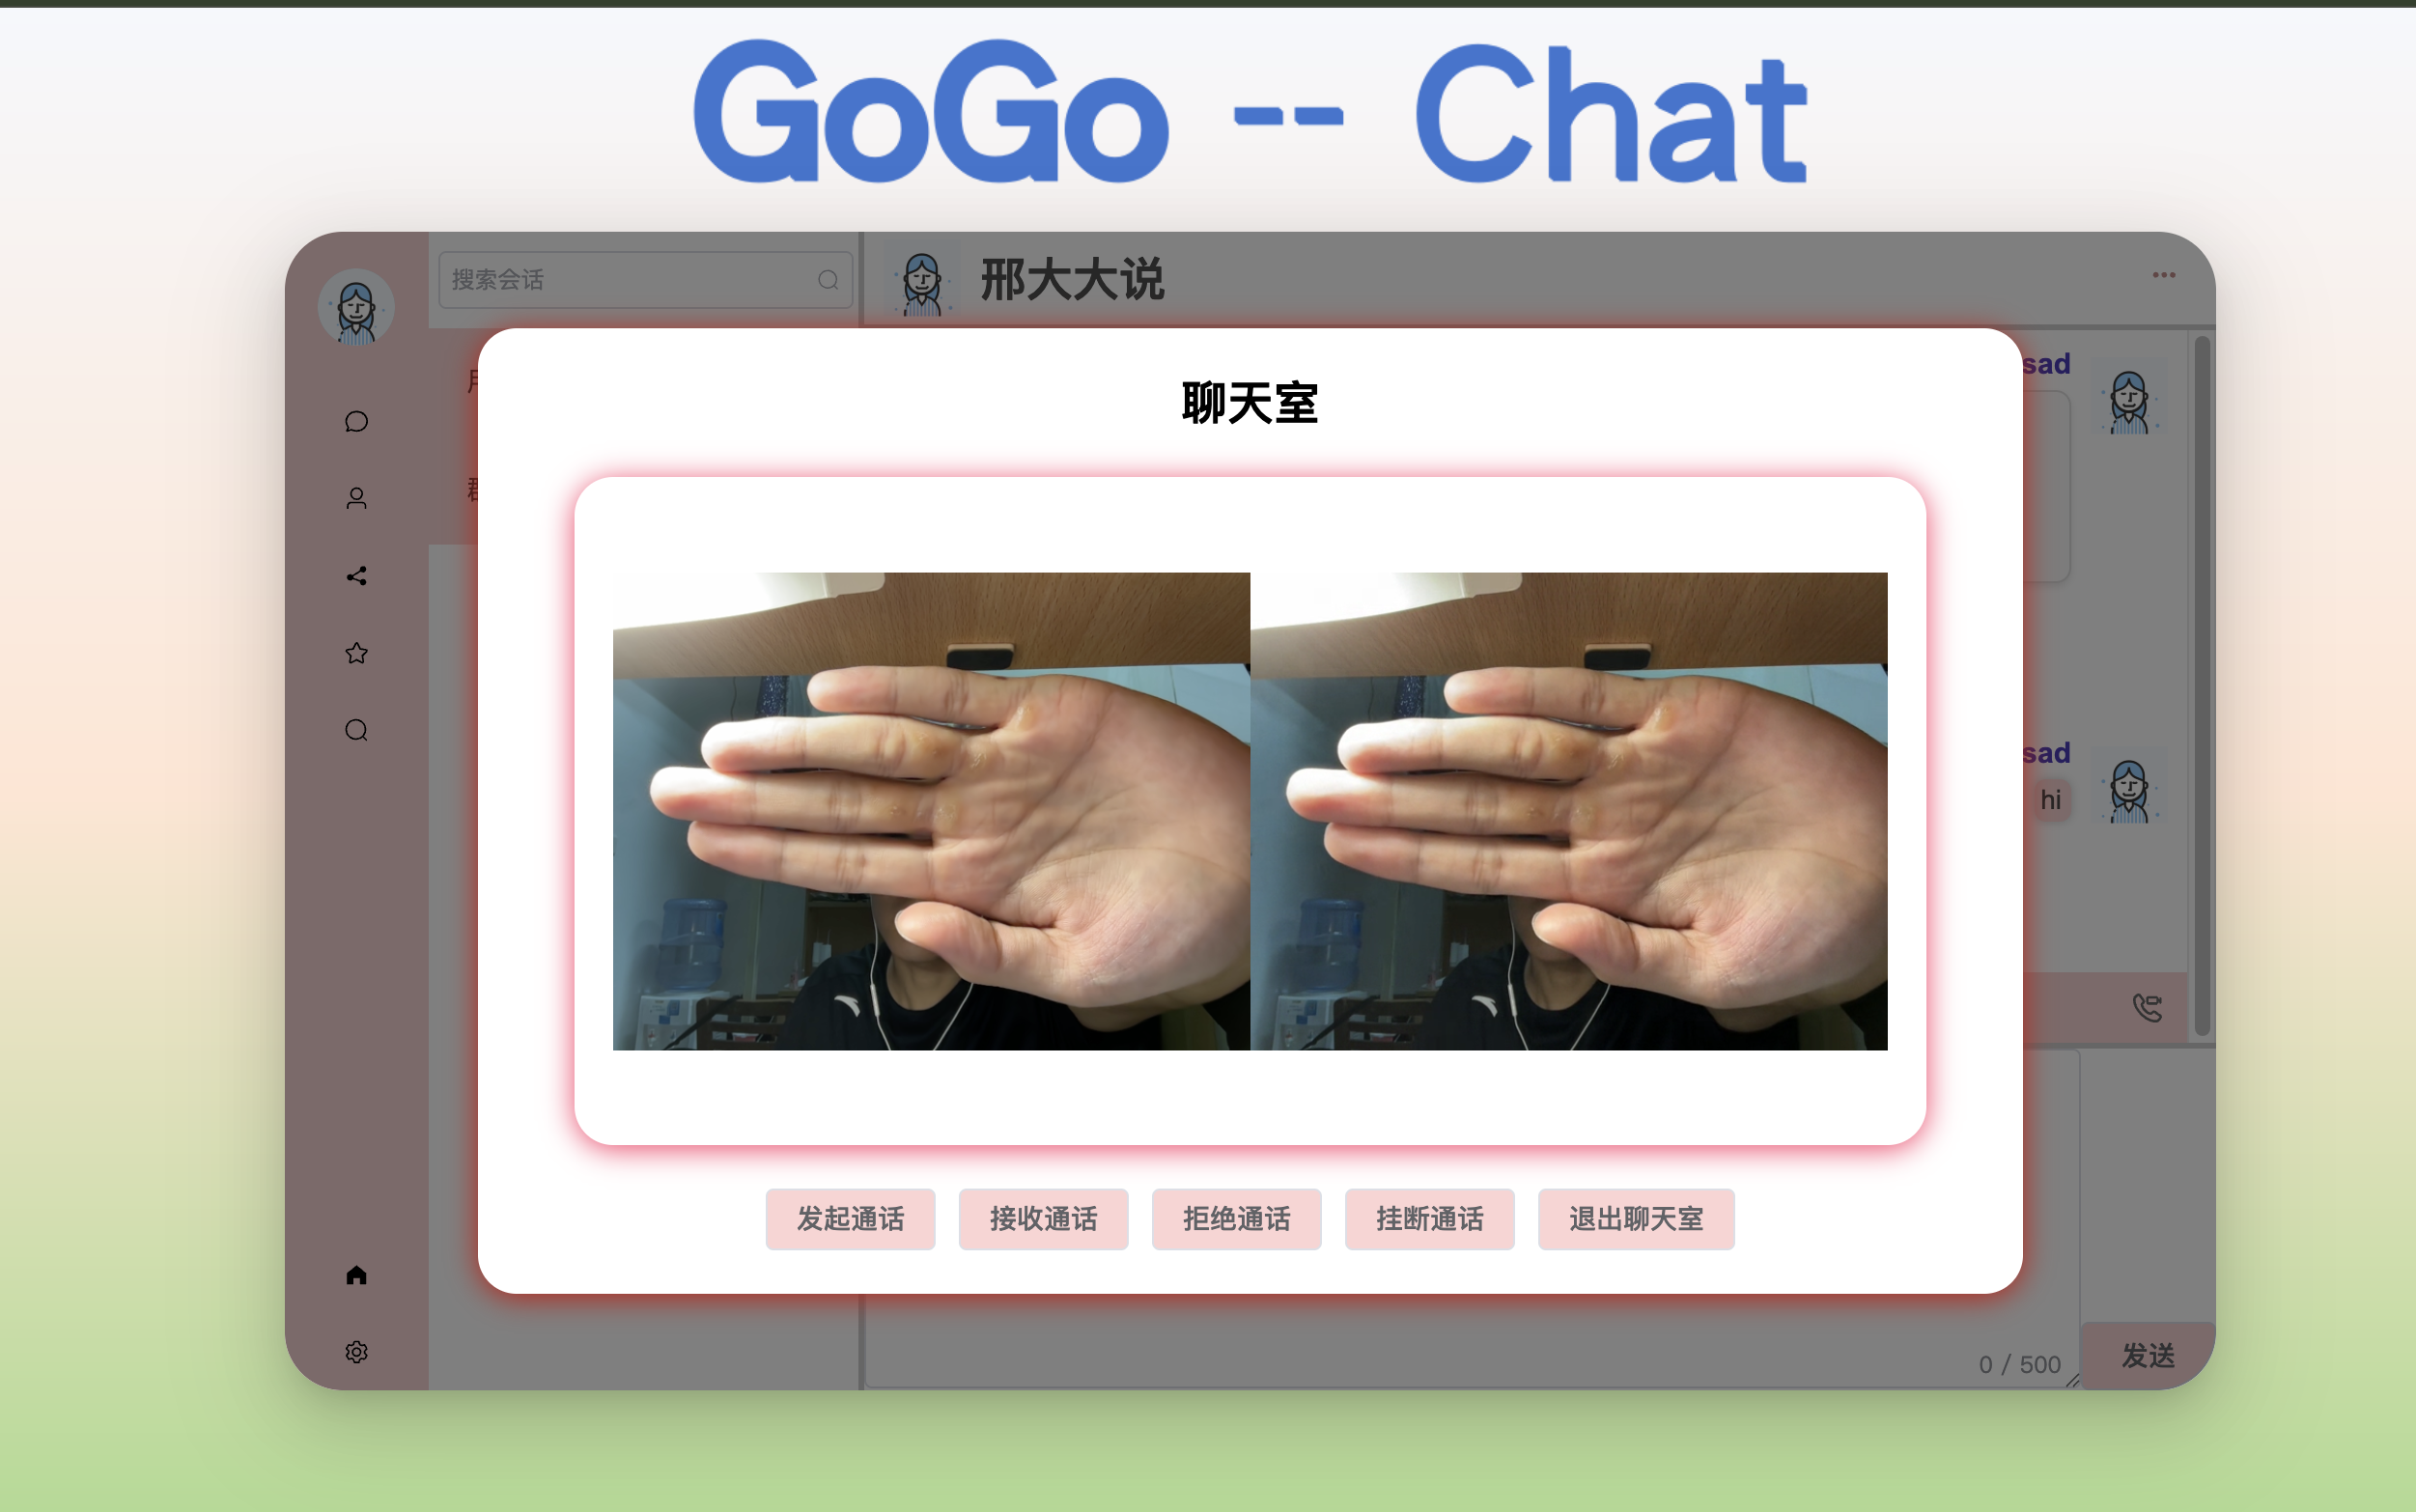 GoGo -- Chat
搜索会话
邢大大说
聊天室
sad
sad
hi
发起通话
接收通话
拒绝通话
挂断通话
退出聊天室
0 / 500
发送